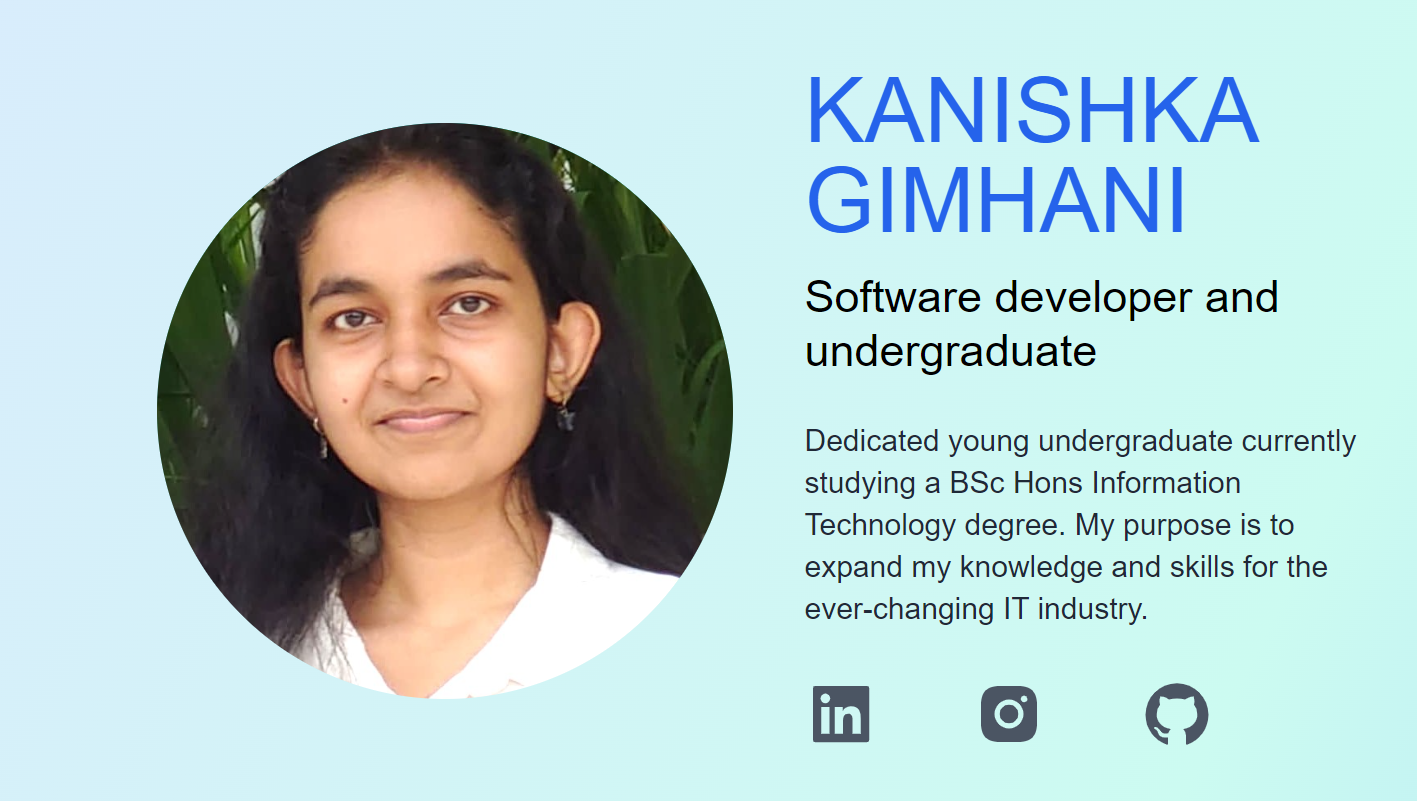 KANISHKA
GIMHANI
Software developer and
undergraduate
Dedicated young undergraduate currently
studying a BSc Hons Information
Technology degree. My purpose is to
expand my knowledge and skills for the
ever-changing IT industry.
in